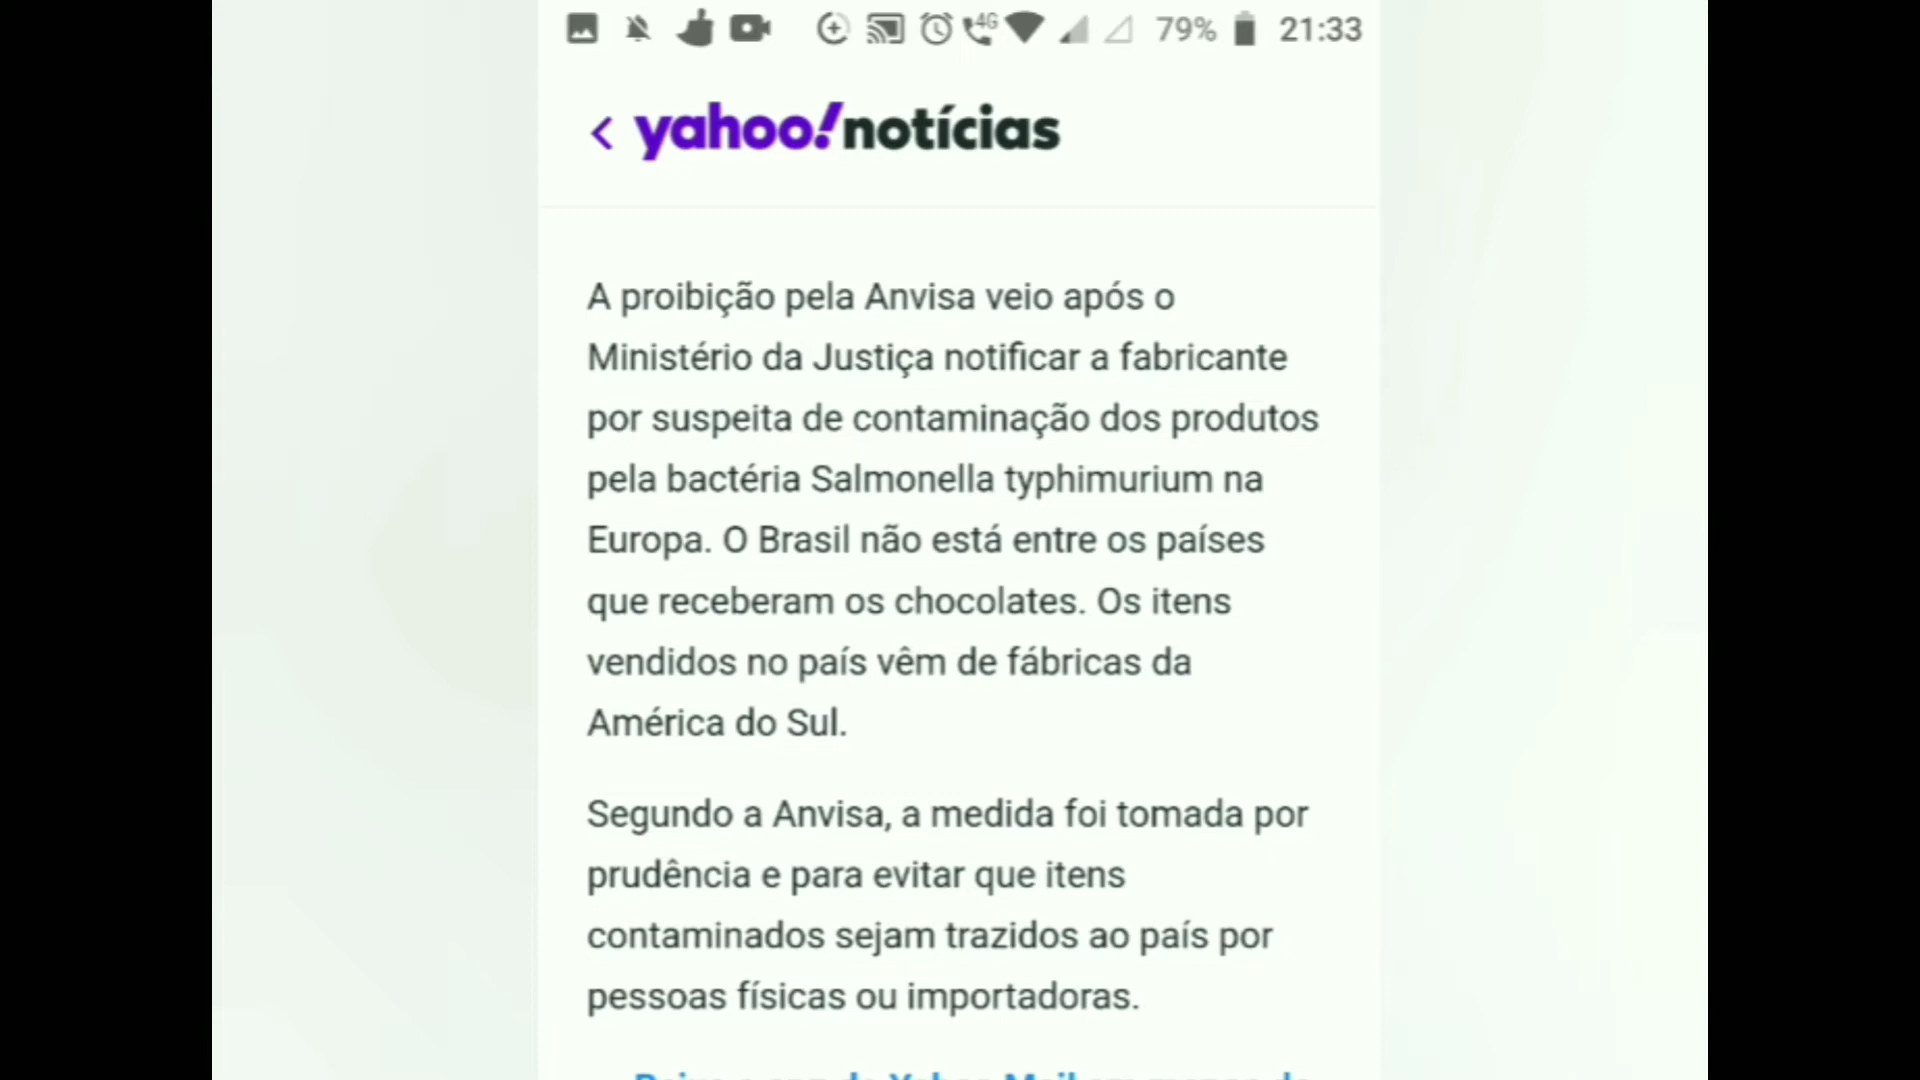 4G 79% 21:33
< yahoo!notícias
A proibição pela Anvisa veio após o
Ministério da Justiça notificar a fabricante
por suspeita de contaminação dos produtos
pela bactéria Salmonella typhimurium na
Europa. O Brasil não está entre os países
que receberam os chocolates. Os itens
vendidos no país vêm de fábricas da
América do Sul.
Segundo a Anvisa, a medida foi tomada por
prudência e para evitar que itens
contaminados sejam trazidos ao país por
pessoas físicas ou importadoras.
Yahoo Mail